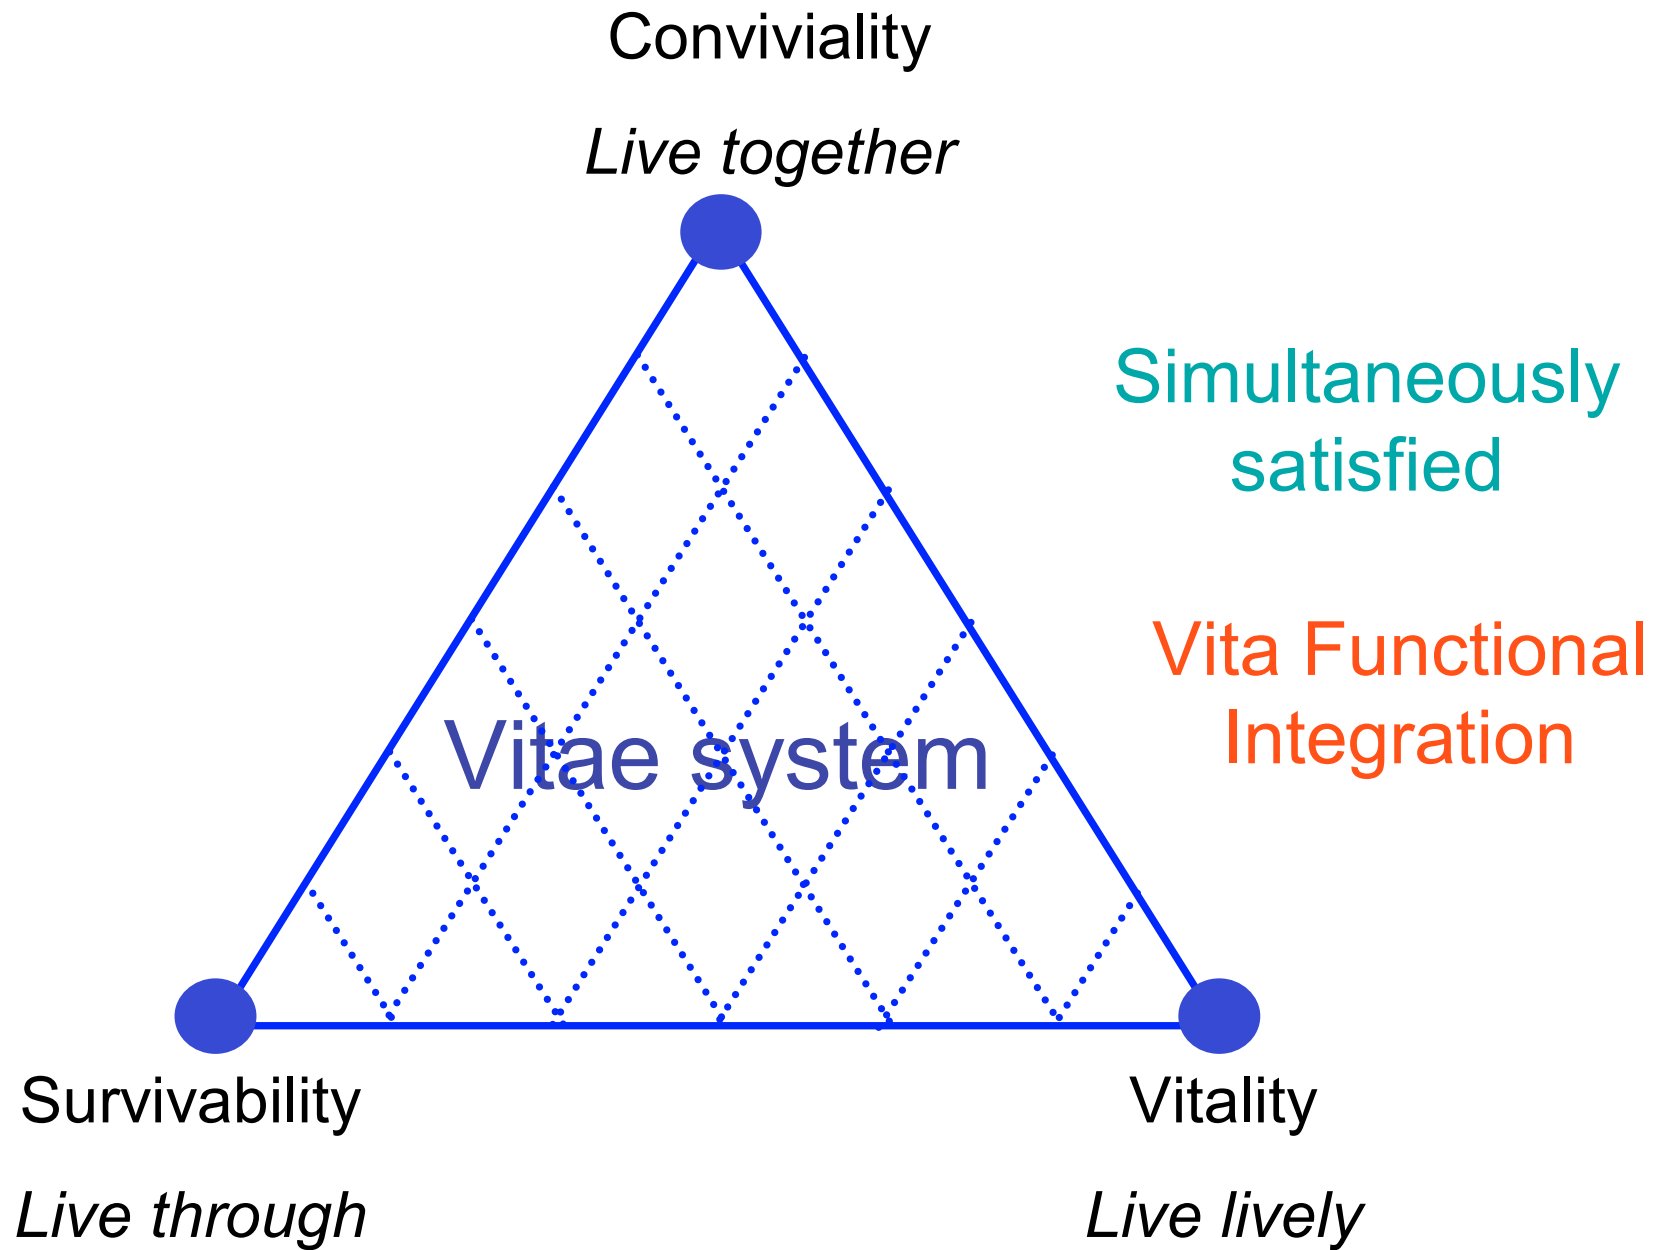 Conviviality
Live together
Simultaneously
satisfied
Vita Functional
Integration
Vitae system
Survivability
Vitality
Live through
Live lively